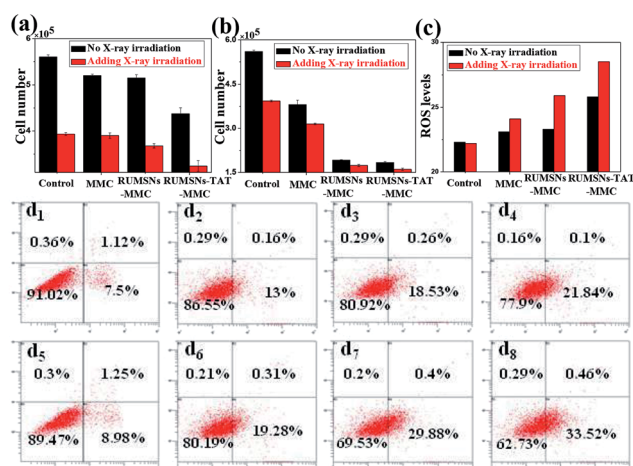 (a)
×10⁵
6
4
Cell number
No X-ray irradiation
Adding X-ray irradiation
Control MMC RUMSNs -MMC RUMSNs-TAT -MMC
(b)
×10⁵
6.0
4.5
3.0
1.5
Cell number
No X-ray irradiation
Adding X-ray irradiation
Control MMC RUMSNs -MMC RUMSNs-TAT -MMC
(c)
30
25
20
ROS levels
No X-ray irradiation
Adding X-ray irradiation
Control MMC RUMSNs -MMC RUMSNs-TAT -MMC
d1
0.36% 1.12%
91.02% 7.5%
d2
0.29% 0.16%
86.55% 13%
d3
0.29% 0.26%
80.92% 18.53%
d4
0.16% 0.1%
77.9% 21.84%
d5
0.3% 1.25%
89.47% 8.98%
d6
0.21% 0.31%
80.19% 19.28%
d7
0.2% 0.4%
69.53% 29.88%
d8
0.29% 0.46%
62.73% 33.52%